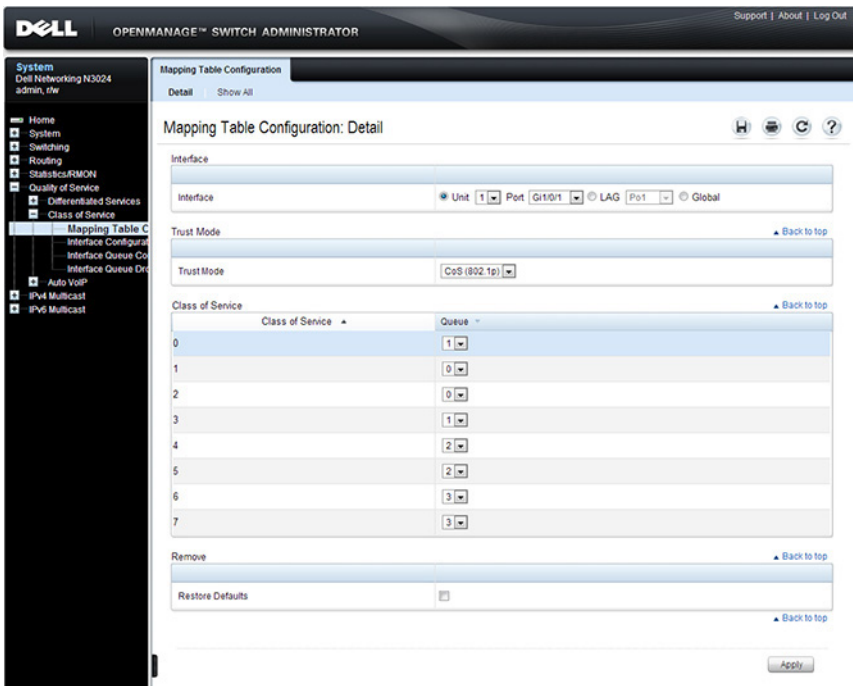 Support | About | Log Out
DELL OPENMANAGE™ SWITCH ADMINISTRATOR
System
Dell Networking N3024
admin, r/w
Home
System
Switching
Routing
Statistics/RMON
Quality of Service
Differentiated Services
Class of Service
Mapping Table C
Interface Configurat
Interface Queue Co
Interface Queue Dro
Auto VoIP
IPv4 Multicast
IPv6 Multicast
Mapping Table Configuration
Detail Show All
Mapping Table Configuration: Detail
Interface
Interface Unit 1 Port Gi1/0/1 LAG Po1 Global
Trust Mode Back to top
Trust Mode CoS (802.1p)
Class of Service Back to top
Class of Service Queue
0 1
1 0
2 0
3 1
4 2
5 2
6 3
7 3
Remove Back to top
Restore Defaults
Back to top
Apply